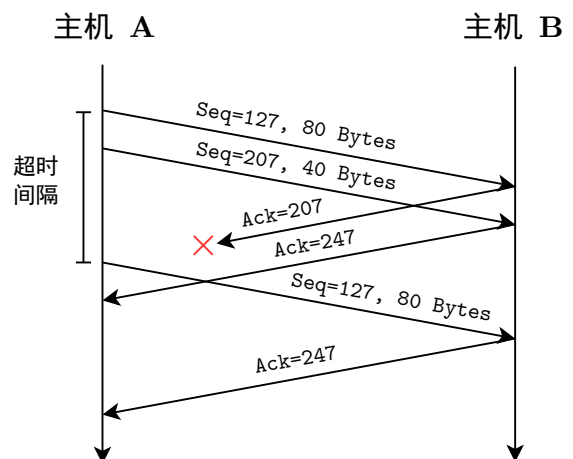 主机 A
主机 B
Seq=127, 80 Bytes
Seq=207, 40 Bytes
超时
间隔
Ack=207
Ack=247
Seq=127, 80 Bytes
Ack=247